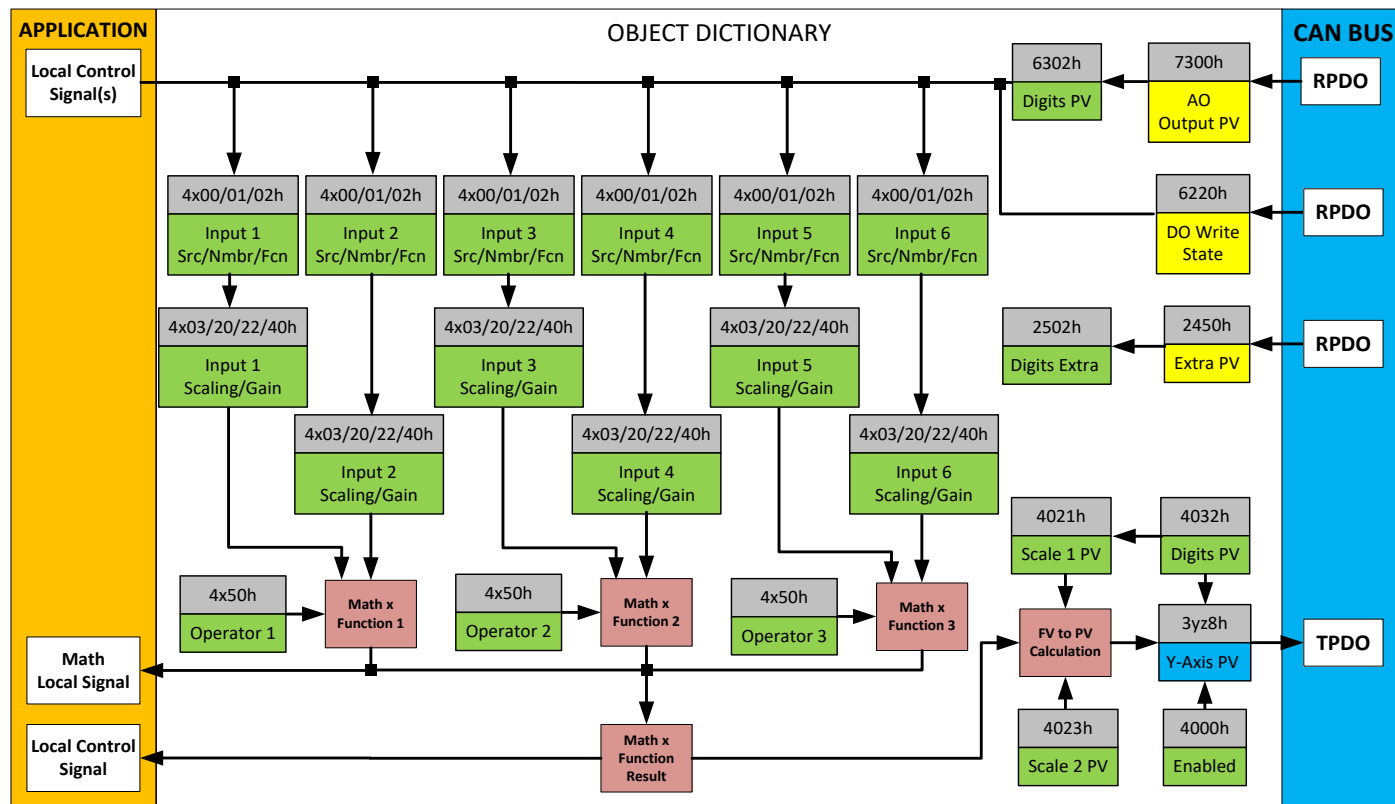 APPLICATION
OBJECT DICTIONARY
CAN BUS
Local Control
Signal(s)
6302h
Digits PV
7300h
AO
Output PV
RPDO
4x00/01/02h
Input 1
Src/Nmbr/Fcn
4x00/01/02h
Input 2
Src/Nmbr/Fcn
4x00/01/02h
Input 3
Src/Nmbr/Fcn
4x00/01/02h
Input 4
Src/Nmbr/Fcn
4x00/01/02h
Input 5
Src/Nmbr/Fcn
4x00/01/02h
Input 6
Src/Nmbr/Fcn
6220h
DO Write
State
RPDO
4x03/20/22/40h
Input 1
Scaling/Gain
4x03/20/22/40h
Input 3
Scaling/Gain
4x03/20/22/40h
Input 5
Scaling/Gain
2502h
Digits Extra
2450h
Extra PV
RPDO
4x03/20/22/40h
Input 2
Scaling/Gain
4x03/20/22/40h
Input 4
Scaling/Gain
4x03/20/22/40h
Input 6
Scaling/Gain
4021h
Scale 1 PV
4032h
Digits PV
4x50h
Operator 1
Math x
Function 1
4x50h
Operator 2
Math x
Function 2
4x50h
Operator 3
Math x
Function 3
FV to PV
Calculation
3yz8h
Y-Axis PV
TPDO
Math
Local Signal
Local Control
Signal
Math x
Function
Result
4023h
Scale 2 PV
4000h
Enabled